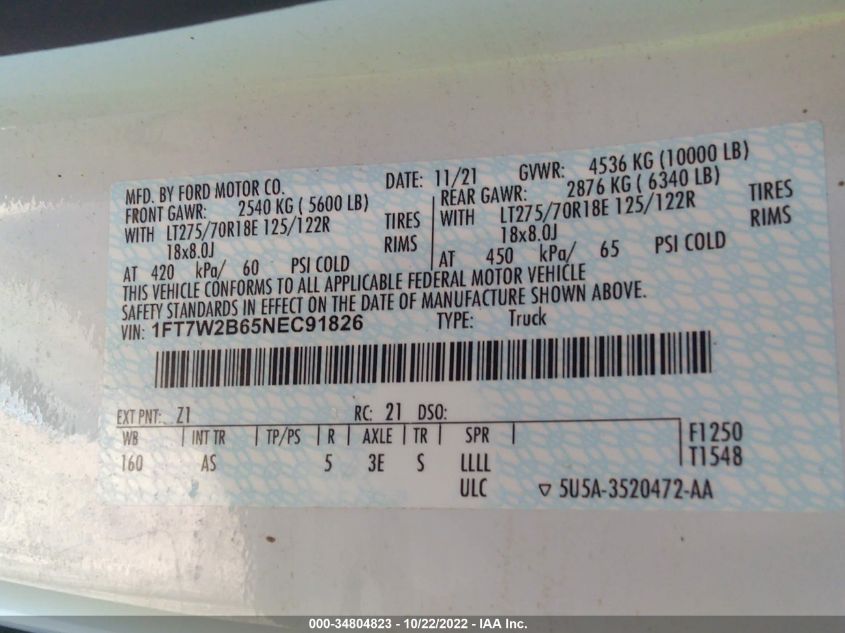 MFD. BY FORD MOTOR CO. DATE: 11/21 GVWR: 4536 KG (10000 LB)
FRONT GAWR: 2540 KG ( 5600 LB) REAR GAWR: 2876 KG ( 6340 LB)
WITH LT275/70R18E 125/122R TIRES WITH LT275/70R18E 125/122R TIRES
18x8.0J RIMS 18x8.0J RIMS
AT 420 kPa/ 60 PSI COLD AT 450 kPa/ 65 PSI COLD
THIS VEHICLE CONFORMS TO ALL APPLICABLE FEDERAL MOTOR VEHICLE
SAFETY STANDARDS IN EFFECT ON THE DATE OF MANUFACTURE SHOWN ABOVE.
VIN: 1FT7W2B65NEC91826 TYPE: Truck
EXT PNT: Z1 RC: 21 DSO:
WB INT TR TP/PS R AXLE TR SPR F1250
160 AS 5 3E S LLLL T1548
ULC ▽ 5U5A-3520472-AA
000-34804823 - 10/22/2022 - IAA Inc.